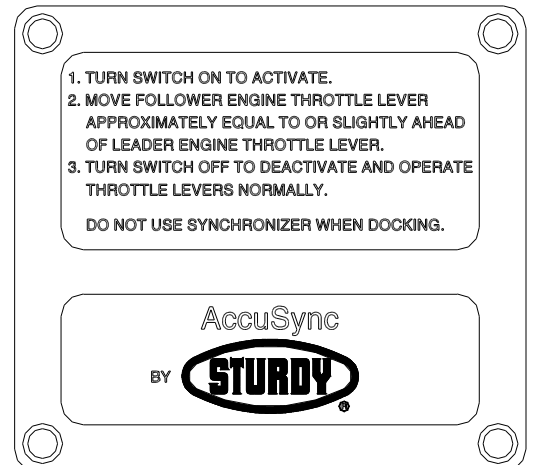 1. TURN SWITCH ON TO ACTIVATE.
2. MOVE FOLLOWER ENGINE THROTTLE LEVER
APPROXIMATELY EQUAL TO OR SLIGHTLY AHEAD
OF LEADER ENGINE THROTTLE LEVER.
3. TURN SWITCH OFF TO DEACTIVATE AND OPERATE
THROTTLE LEVERS NORMALLY.
DO NOT USE SYNCHRONIZER WHEN DOCKING.
AccuSync
BY STURDY ®